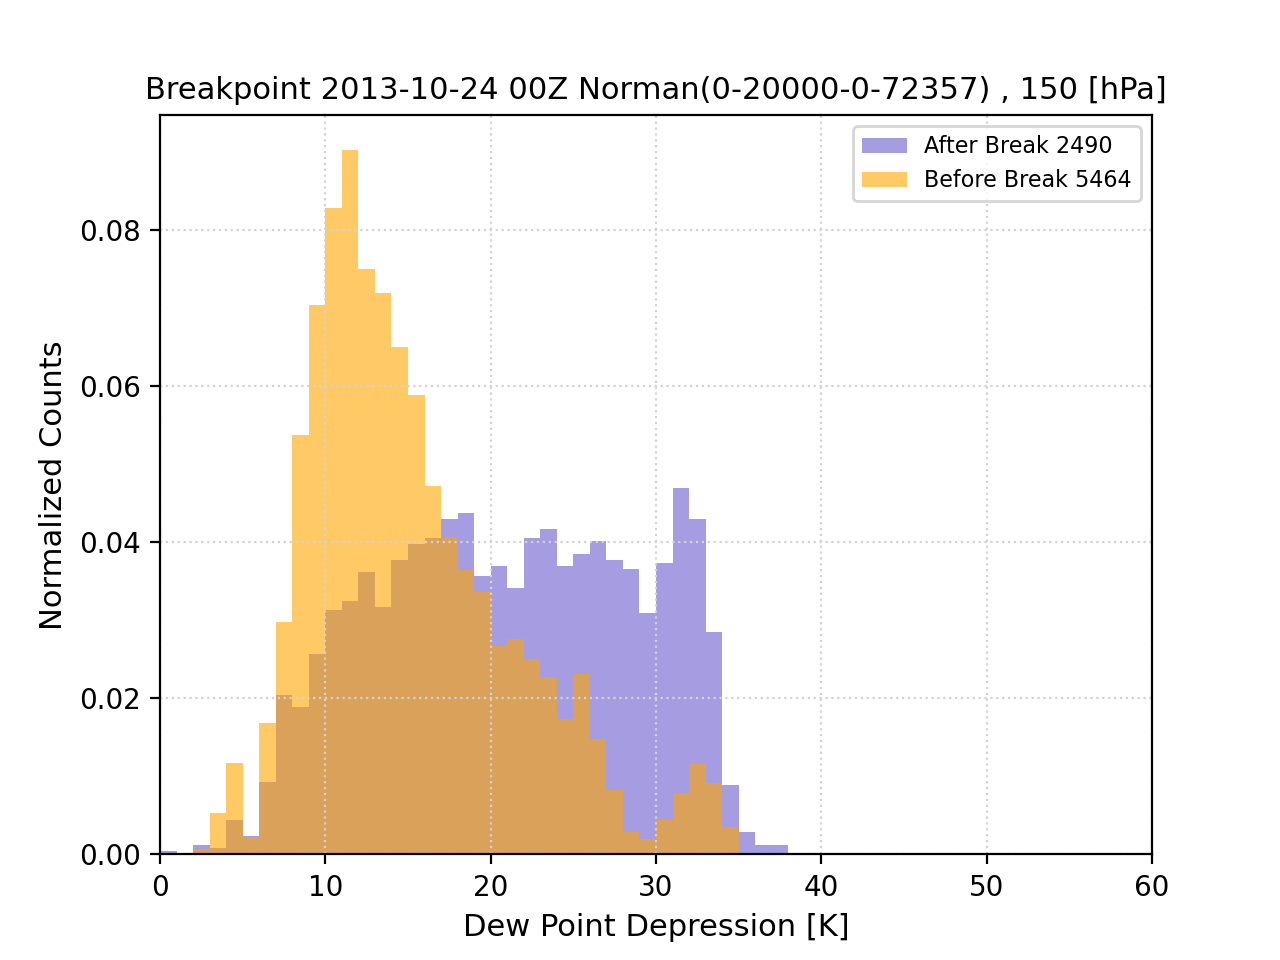 Breakpoint 2013-10-24 00Z Norman(0-20000-0-72357) , 150 [hPa]
After Break 2490
Before Break 5464
Normalized Counts
0.08
0.06
0.04
0.02
0.00
0 10 20 30 40 50 60
Dew Point Depression [K]